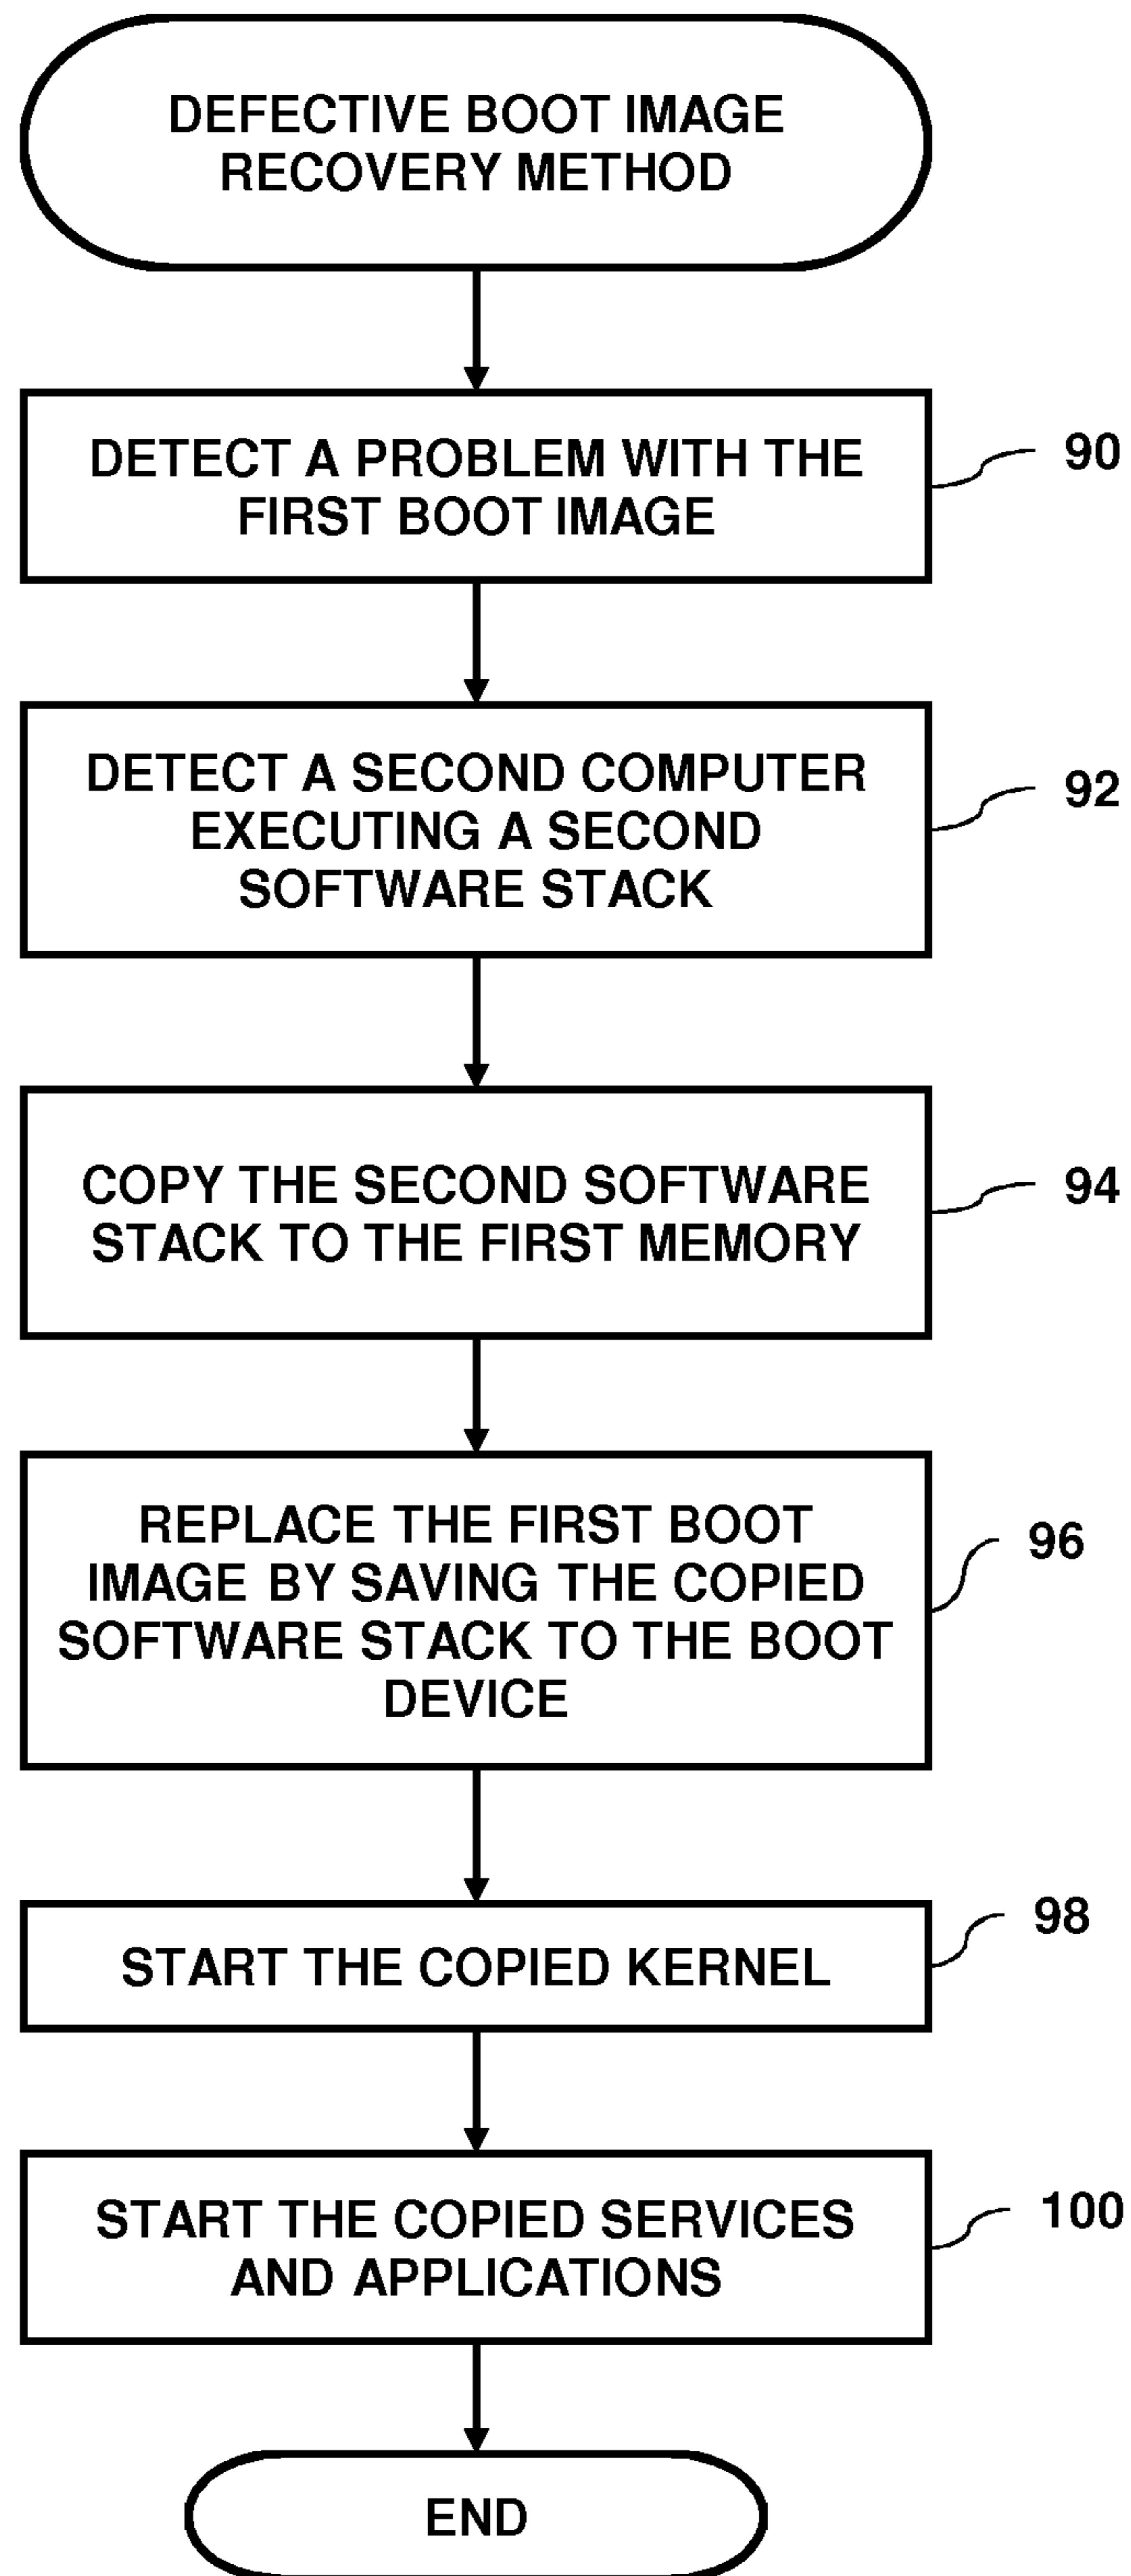 DEFECTIVE BOOT IMAGE
RECOVERY METHOD
DETECT A PROBLEM WITH THE
FIRST BOOT IMAGE
90
DETECT A SECOND COMPUTER
EXECUTING A SECOND
SOFTWARE STACK
92
COPY THE SECOND SOFTWARE
STACK TO THE FIRST MEMORY
94
REPLACE THE FIRST BOOT
IMAGE BY SAVING THE COPIED
SOFTWARE STACK TO THE BOOT
DEVICE
96
START THE COPIED KERNEL
98
START THE COPIED SERVICES
AND APPLICATIONS
100
END